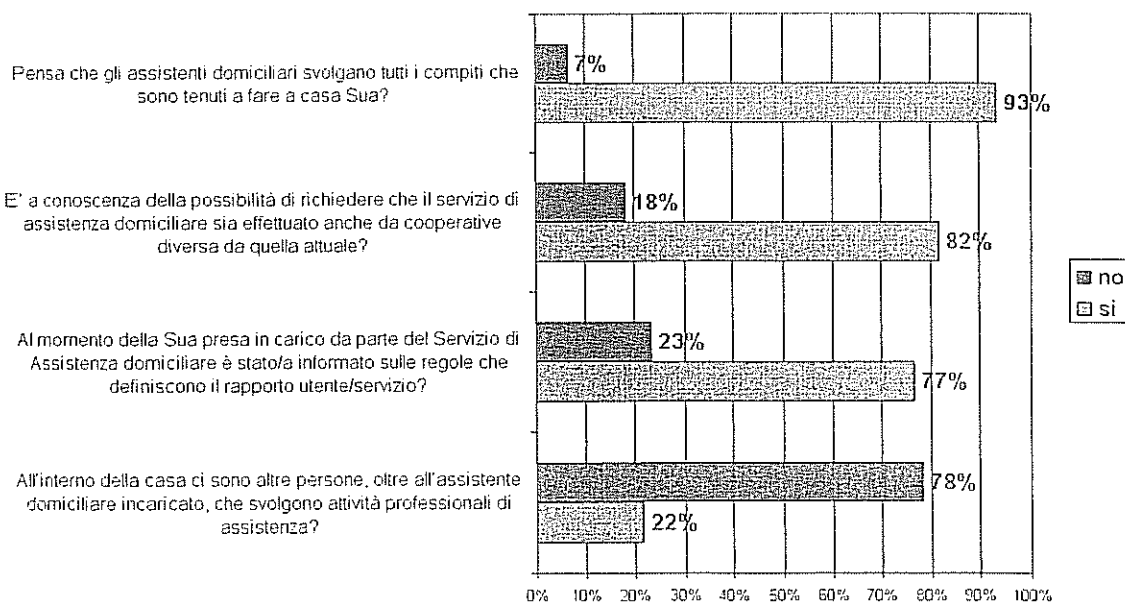 Pensa che gli assistenti domiciliari svolgano tutti i compiti che
sono tenuti a fare a casa Sua?
7%
93%
E' a conoscenza della possibilità di richiedere che il servizio di
assistenza domiciliare sia effettuato anche da cooperative
diversa da quella attuale?
18%
82%
Al momento della Sua presa in carico da parte del Servizio di
Assistenza domiciliare è stato/a informato sulle regole che
definiscono il rapporto utente/servizio?
23%
77%
All'interno della casa ci sono altre persone, oltre all'assistente
domiciliare incaricato, che svolgono attività professionali di
assistenza?
78%
22%
no
si
0% 10% 20% 30% 40% 50% 60% 70% 80% 90% 100%